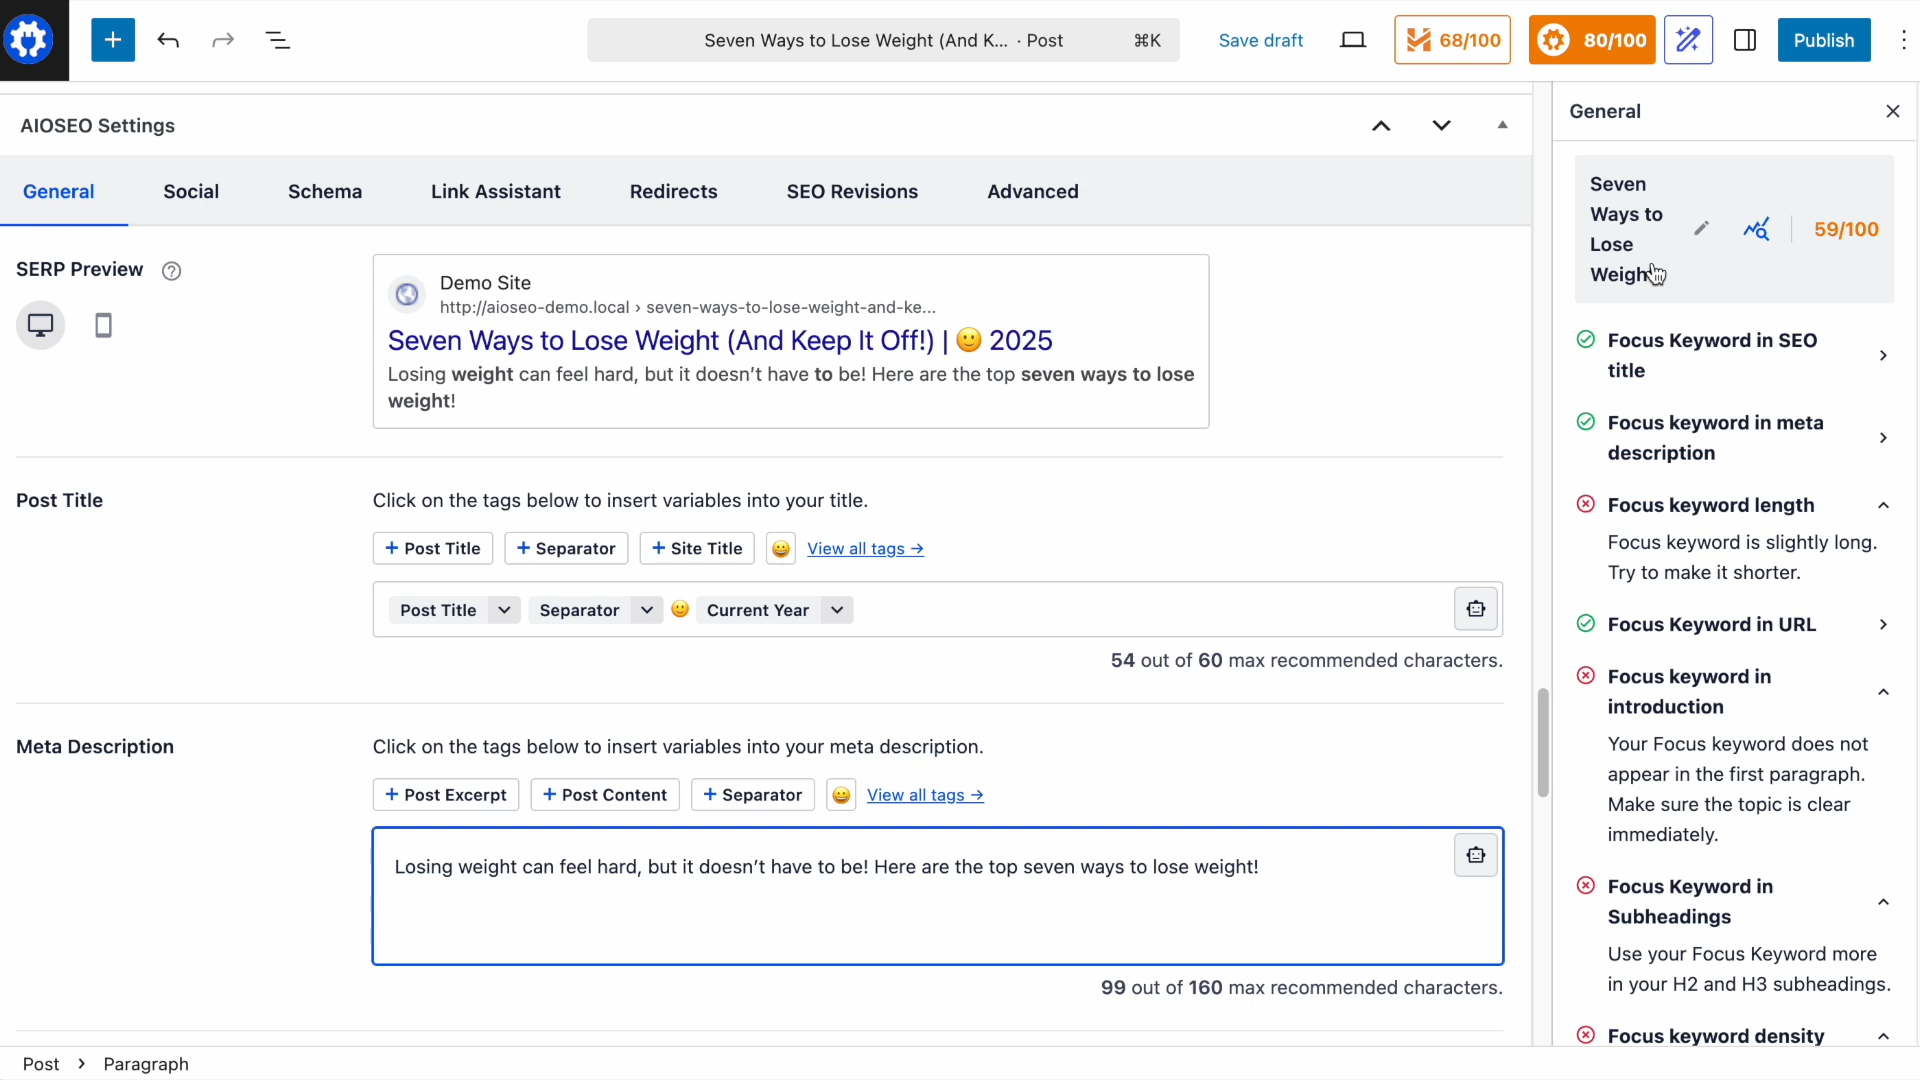 Seven Ways to Lose Weight (And K... · Post ⌘K
Save draft
68/100
80/100
Publish
AIOSEO Settings
General
Social
Schema
Link Assistant
Redirects
SEO Revisions
Advanced
SERP Preview
Demo Site
http://aioseo-demo.local › seven-ways-to-lose-weight-and-ke...
Seven Ways to Lose Weight (And Keep It Off!) | 🙂 2025
Losing weight can feel hard, but it doesn't have to be! Here are the top seven ways to lose
weight!
Post Title
Click on the tags below to insert variables into your title.
+ Post Title
+ Separator
+ Site Title
View all tags →
Post Title
Separator
🙂
Current Year
54 out of 60 max recommended characters.
Meta Description
Click on the tags below to insert variables into your meta description.
+ Post Excerpt
+ Post Content
+ Separator
View all tags →
Losing weight can feel hard, but it doesn't have to be! Here are the top seven ways to lose weight!
99 out of 160 max recommended characters.
Post › Paragraph
General
Seven
Ways to
Lose
Weigh
59/100
Focus Keyword in SEO
title
Focus keyword in meta
description
Focus keyword length
Focus keyword is slightly long.
Try to make it shorter.
Focus Keyword in URL
Focus keyword in
introduction
Your Focus keyword does not
appear in the first paragraph.
Make sure the topic is clear
immediately.
Focus Keyword in
Subheadings
Use your Focus Keyword more
in your H2 and H3 subheadings.
Focus keyword density